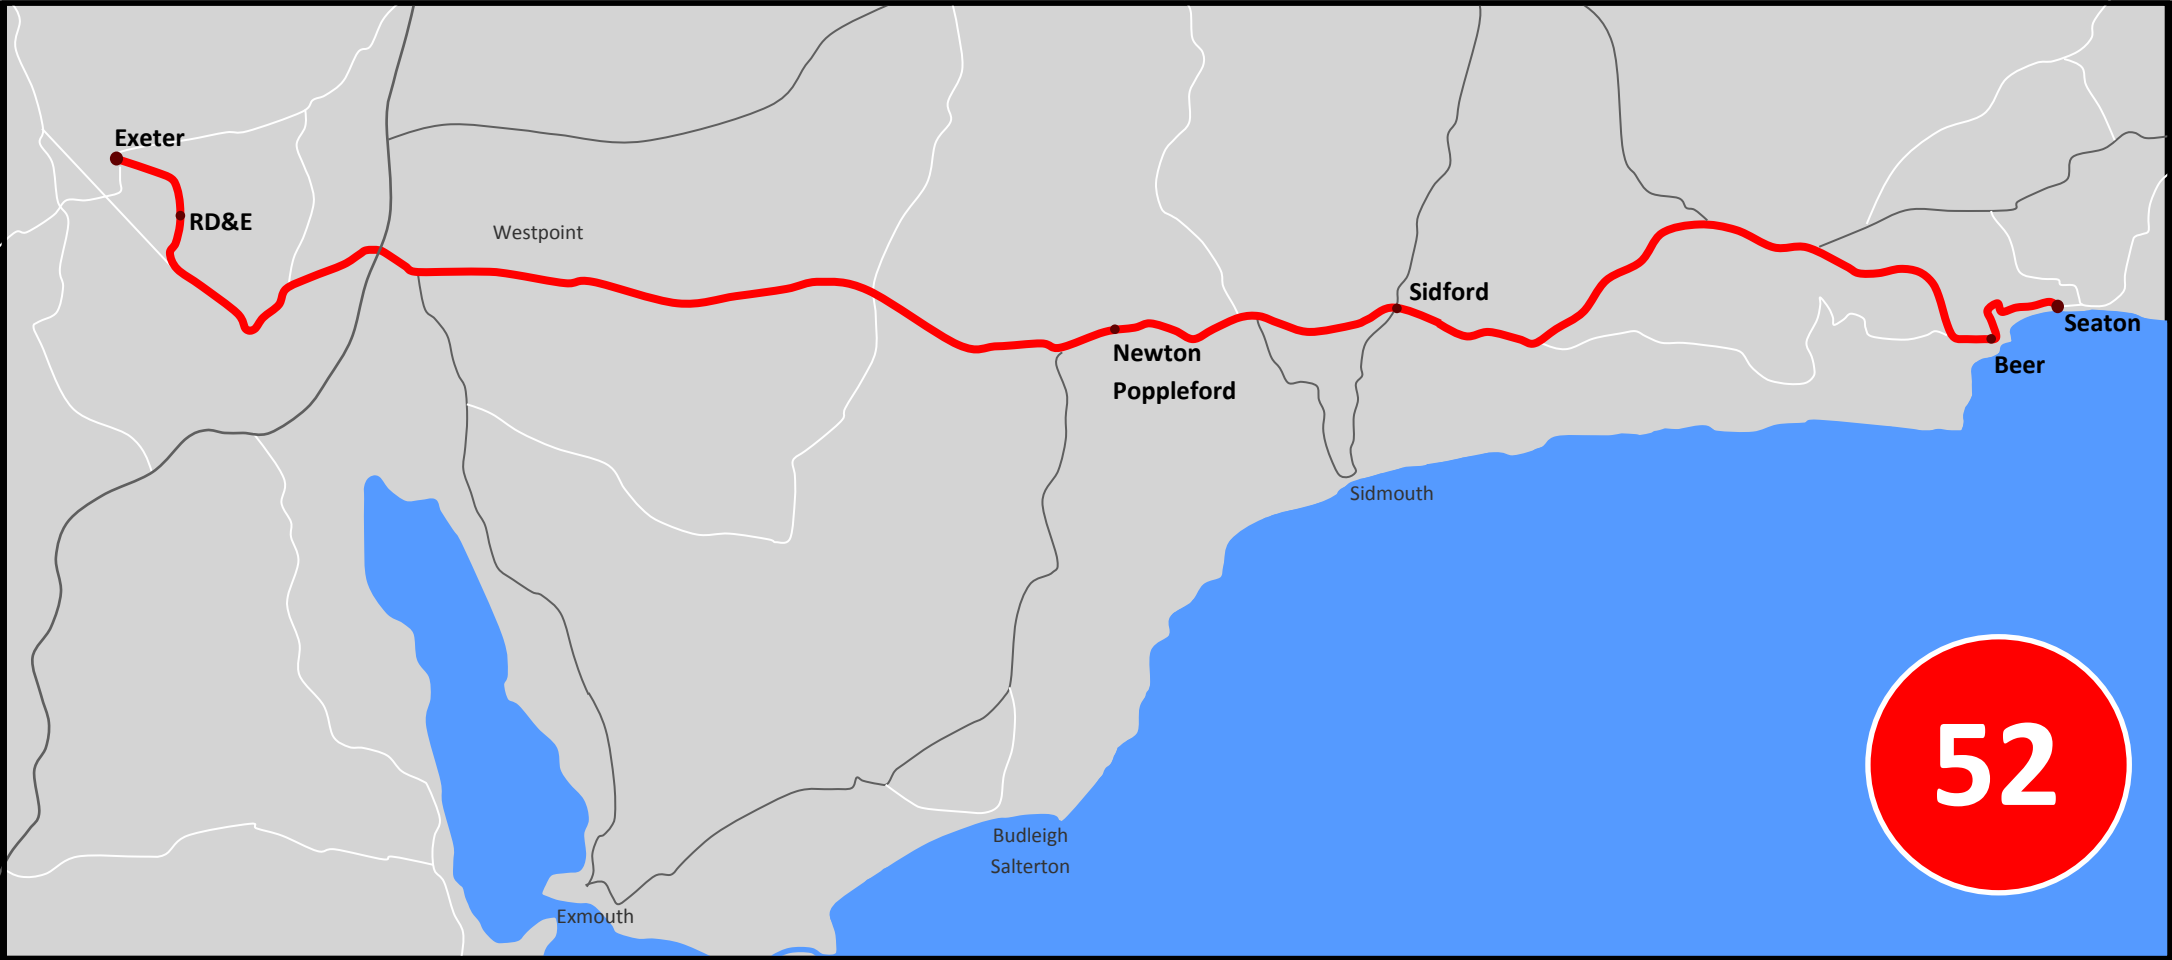 Exeter
RD&E
Westpoint
Sidford
Seaton
Newton
Poppleford
Beer
Sidmouth
52
Budleigh
Salterton
Exmouth